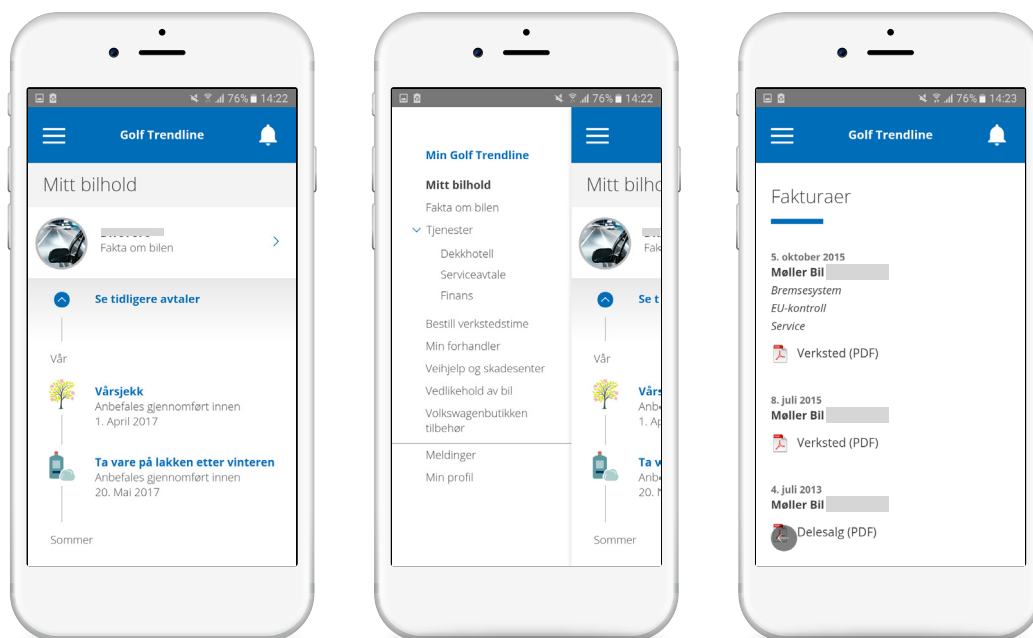 76% 14:22
Golf Trendline
Mitt bilhold
Fakta om bilen
Se tidligere avtaler
Vår
Vårsjekk
Anbefales gjennomført innen
1. April 2017
Ta vare på lakken etter vinteren
Anbefales gjennomført innen
20. Mai 2017
Sommer
76% 14:22
Min Golf Trendline
Mitt bilhold
Fakta om bilen
Tjenester
Dekkhotell
Serviceavtale
Finans
Bestill verkstedstime
Min forhandler
Veihjelp og skadesenter
Vedlikehold av bil
Volkswagenbutikken
tilbehør
Meldinger
Min profil
Mitt bilho
Fak
Se t
Vår
Vårs
Anb
1. Ap
Ta v
Anb
20. M
Sommer
76% 14:23
Golf Trendline
Fakturaer
5. oktober 2015
Møller Bil
Bremsesystem
EU-kontroll
Service
Verksted (PDF)
8. juli 2015
Møller Bil
Verksted (PDF)
4. juli 2013
Møller Bil
Delesalg (PDF)